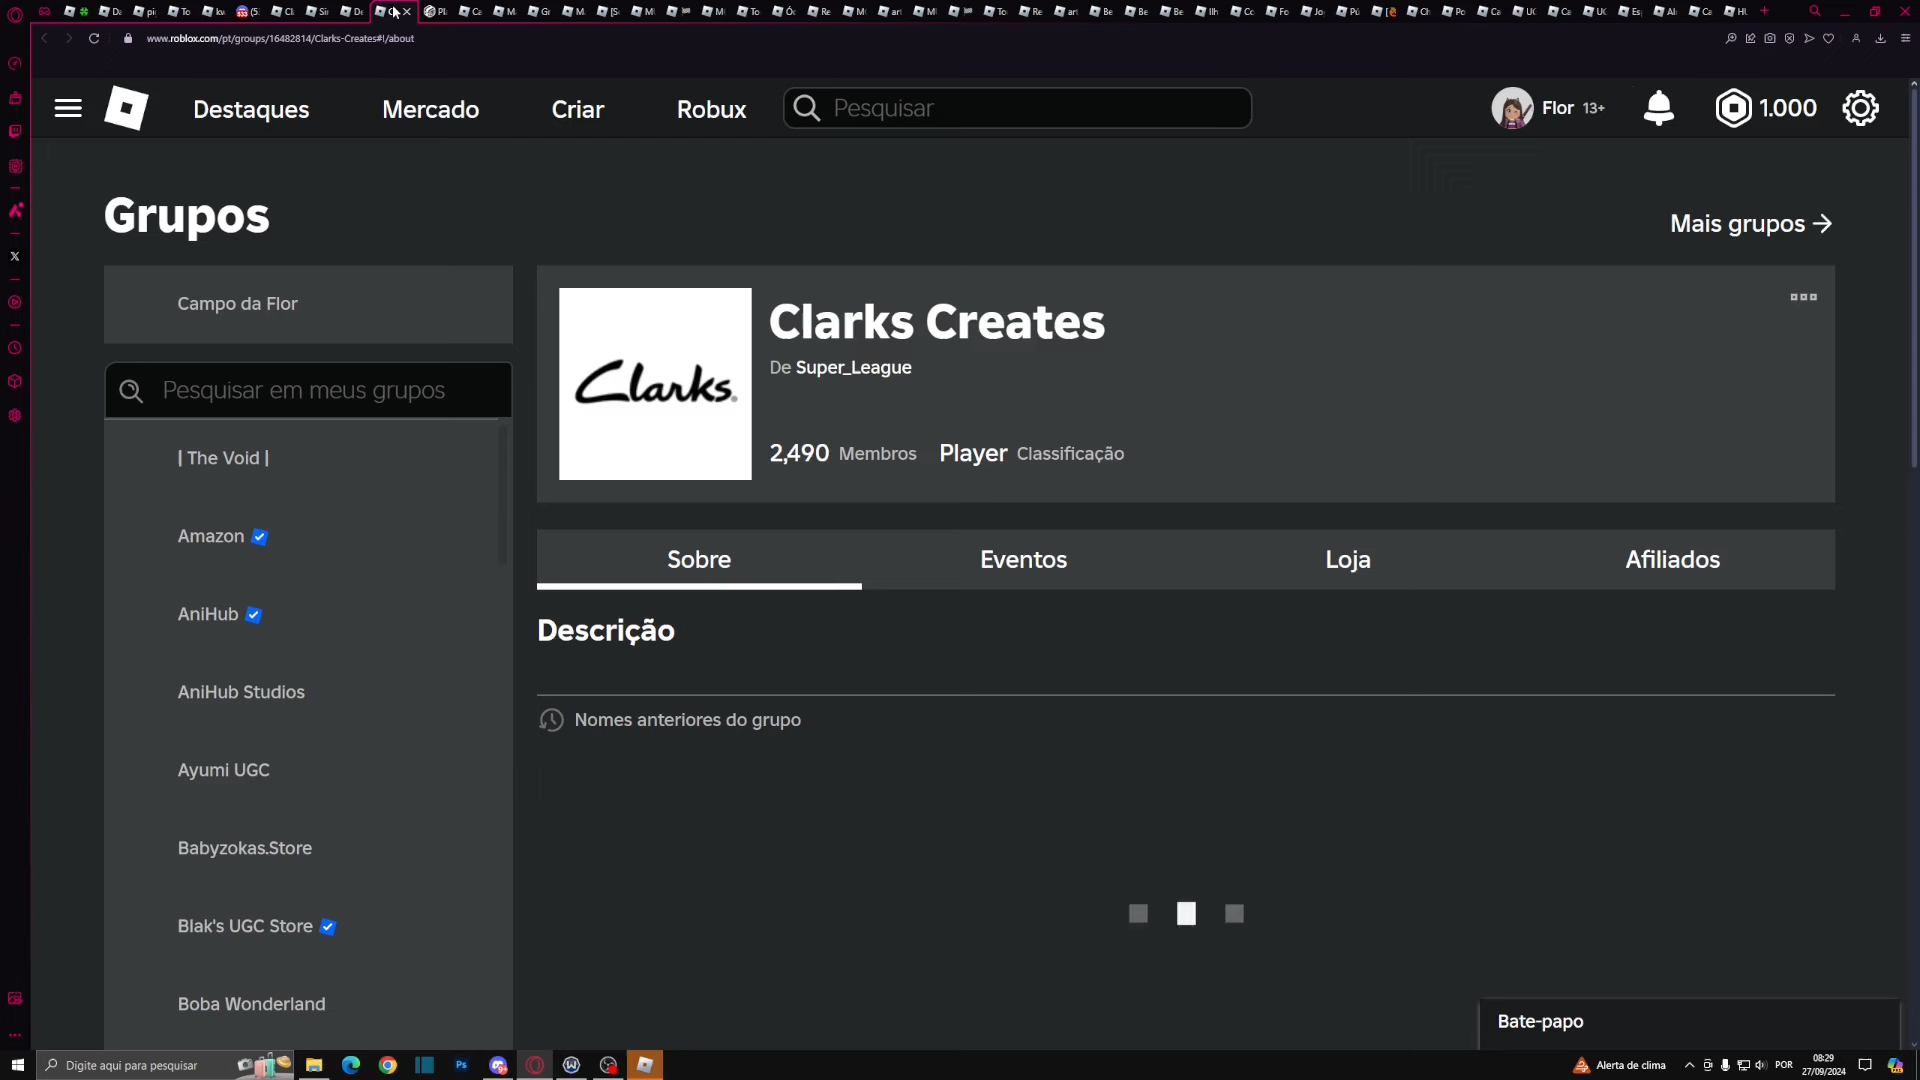 www.roblox.com/pt/groups/16482814/Clarks-Creates#!/about
Destaques
Mercado
Criar
Robux
Pesquisar
Flor 13+
1.000
Grupos
Mais grupos
Campo da Flor
Pesquisar em meus grupos
| The Void |
Amazon
AniHub
AniHub Studios
Ayumi UGC
Babyzokas.Store
Blak's UGC Store
Boba Wonderland
Clarks
Clarks Creates
De Super_League
2,490 Membros Player Classificação
Sobre
Eventos
Loja
Afiliados
Descrição
Nomes anteriores do grupo
Bate-papo
Digite aqui para pesquisar
Alerta de clima
POR
08:29
27/09/2024